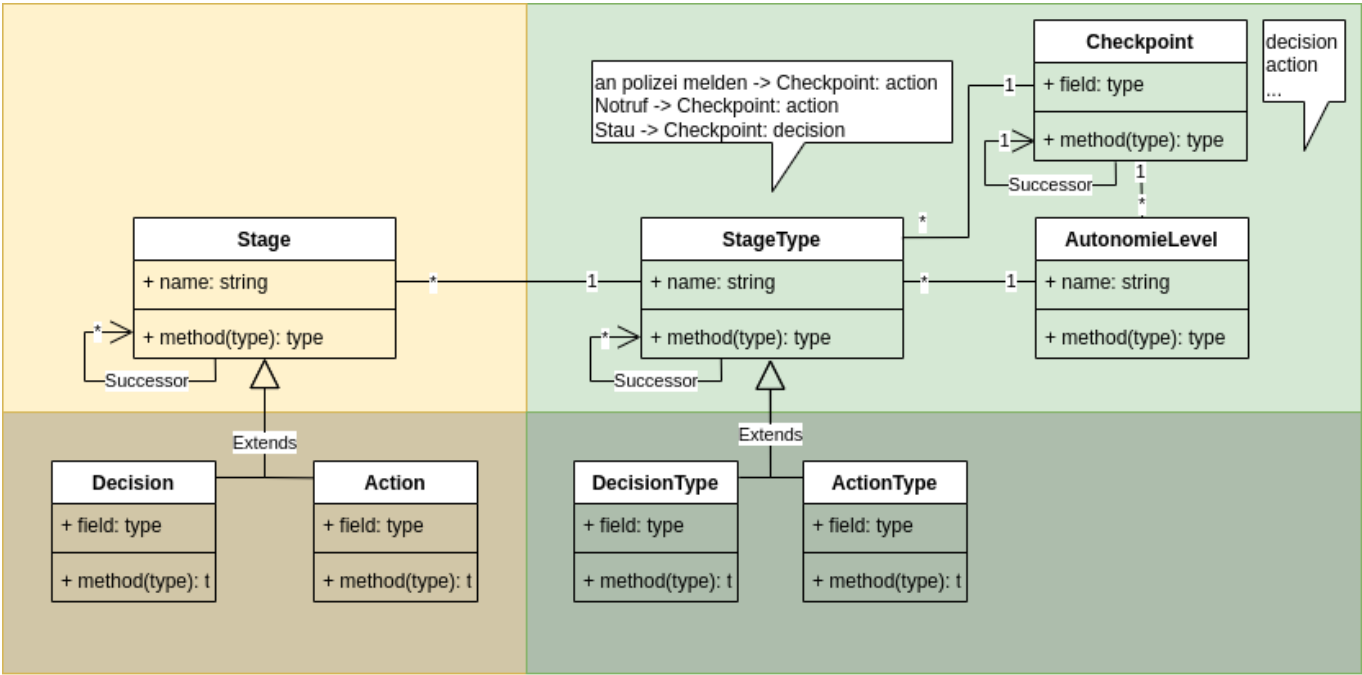 Checkpoint
+ field: type
+ method(type): type
1
1
Successor
decision
action
...
an polizei melden -> Checkpoint: action
Notruf -> Checkpoint: action
Stau -> Checkpoint: decision
1
*
*
Stage
+ name: string
+ method(type): type
*
Successor
*
1
StageType
+ name: string
+ method(type): type
*
Successor
*
1
AutonomieLevel
+ name: string
+ method(type): type
Extends
Extends
Decision
+ field: type
+ method(type): t
Action
+ field: type
+ method(type): t
DecisionType
+ field: type
+ method(type): t
ActionType
+ field: type
+ method(type): t